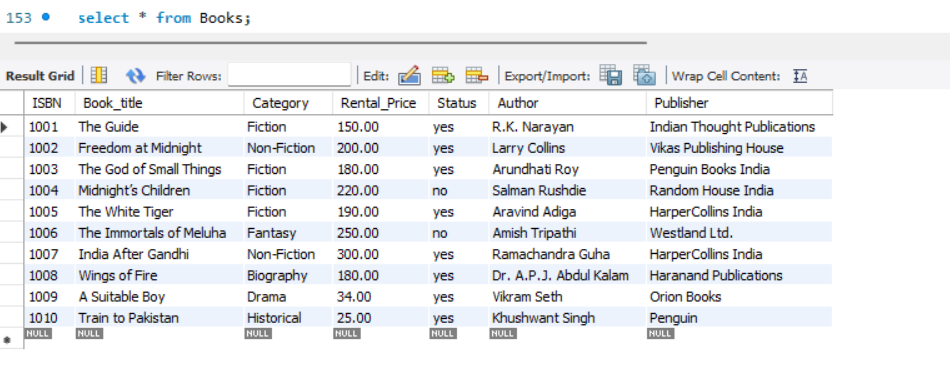 153 select * from Books;
Result Grid Filter Rows: Edit: Export/Import: Wrap Cell Content: IA
ISBN Book_title Category Rental_Price Status Author Publisher
1001 The Guide Fiction 150.00 yes R.K. Narayan Indian Thought Publications
1002 Freedom at Midnight Non-Fiction 200.00 yes Larry Collins Vikas Publishing House
1003 The God of Small Things Fiction 180.00 yes Arundhati Roy Penguin Books India
1004 Midnight’s Children Fiction 220.00 no Salman Rushdie Random House India
1005 The White Tiger Fiction 190.00 yes Aravind Adiga HarperCollins India
1006 The Immortals of Meluha Fantasy 250.00 no Amish Tripathi Westland Ltd.
1007 India After Gandhi Non-Fiction 300.00 yes Ramachandra Guha HarperCollins India
1008 Wings of Fire Biography 180.00 yes Dr. A.P.J. Abdul Kalam Haranand Publications
1009 A Suitable Boy Drama 34.00 yes Vikram Seth Orion Books
1010 Train to Pakistan Historical 25.00 yes Khushwant Singh Penguin
NULL NULL NULL NULL NULL NULL NULL